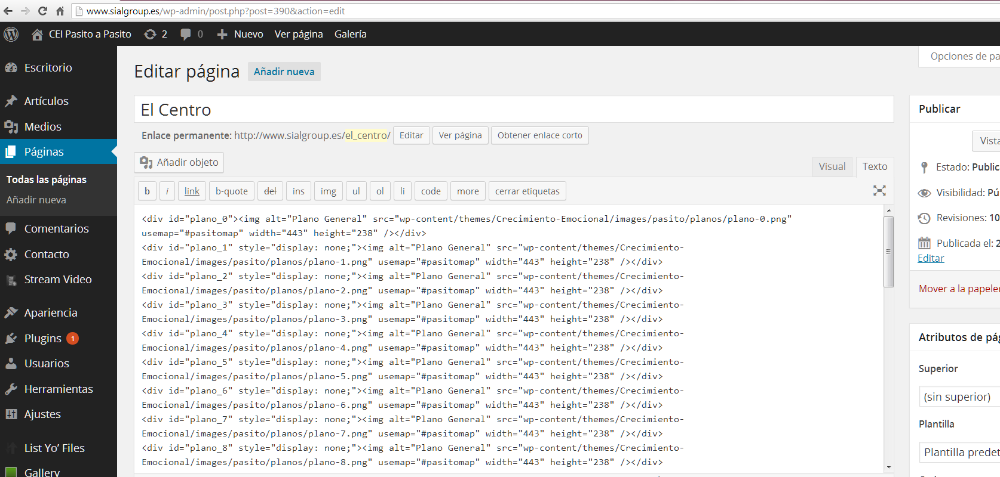 www.sialgroup.es/wp-admin/post.php?post=390&action=edit
CEI Pasito a Pasito 2 0 Nuevo Ver página Galería
Escritorio
Artículos
Medios
Páginas
Todas las páginas
Añadir nueva
Comentarios
Contacto
Stream Video
Apariencia
Plugins 1
Usuarios
Herramientas
Ajustes
List Yo’ Files
Gallery
Opciones de pa
Editar página Añadir nueva
El Centro
Enlace permanente: http://www.sialgroup.es/el_centro/ Editar Ver página Obtener enlace corto
Añadir objeto
Visual Texto
b i link b-quote del ins img ul ol li code more cerrar etiquetas
<div id="plano_0"><img alt="Plano General" src="wp-content/themes/Crecimiento-Emocional/images/pasito/planos/plano-0.png"
usemap="#pasitomap" width="443" height="238" /></div>
<div id="plano_1" style="display: none;"><img alt="Plano General" src="wp-content/themes/Crecimiento-
Emocional/images/pasito/planos/plano-1.png" usemap="#pasitomap" width="443" height="238" /></div>
<div id="plano_2" style="display: none;"><img alt="Plano General" src="wp-content/themes/Crecimiento-
Emocional/images/pasito/planos/plano-2.png" usemap="#pasitomap" width="443" height="238" /></div>
<div id="plano_3" style="display: none;"><img alt="Plano General" src="wp-content/themes/Crecimiento-
Emocional/images/pasito/planos/plano-3.png" usemap="#pasitomap" width="443" height="238" /></div>
<div id="plano_4" style="display: none;"><img alt="Plano General" src="wp-content/themes/Crecimiento-
Emocional/images/pasito/planos/plano-4.png" usemap="#pasitomap" width="443" height="238" /></div>
<div id="plano_5" style="display: none;"><img alt="Plano General" src="wp-content/themes/Crecimiento-
Emocional/images/pasito/planos/plano-5.png" usemap="#pasitomap" width="443" height="238" /></div>
<div id="plano_6" style="display: none;"><img alt="Plano General" src="wp-content/themes/Crecimiento-
Emocional/images/pasito/planos/plano-6.png" usemap="#pasitomap" width="443" height="238" /></div>
<div id="plano_7" style="display: none;"><img alt="Plano General" src="wp-content/themes/Crecimiento-
Emocional/images/pasito/planos/plano-7.png" usemap="#pasitomap" width="443" height="238" /></div>
<div id="plano_8" style="display: none;"><img alt="Plano General" src="wp-content/themes/Crecimiento-
Emocional/images/pasito/planos/plano-8.png" usemap="#pasitomap" width="443" height="238" /></div>
Publicar
Vista
Estado: Public
Visibilidad: Pú
Revisiones: 10
Publicada el: 2
Editar
Mover a la papeler
Atributos de pág
Superior
(sin superior)
Plantilla
Plantilla predet